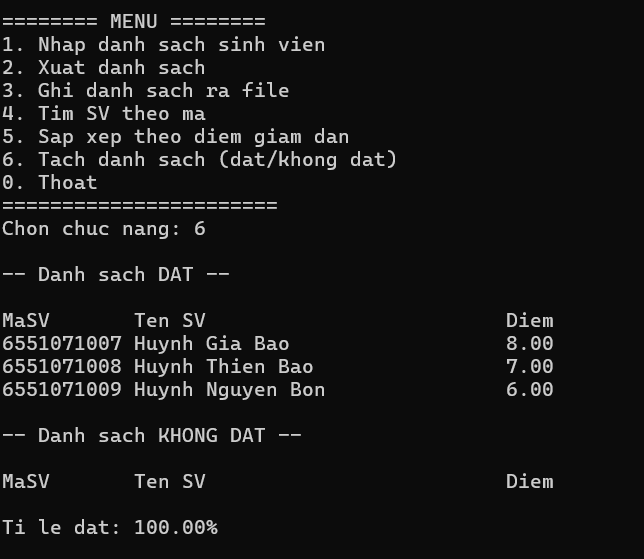 ======== MENU ========
1. Nhap danh sach sinh vien
2. Xuat danh sach
3. Ghi danh sach ra file
4. Tim SV theo ma
5. Sap xep theo diem giam dan
6. Tach danh sach (dat/khong dat)
0. Thoat
=======================
Chon chuc nang: 6
-- Danh sach DAT --
MaSV       Ten SV                         Diem
6551071007 Huynh Gia Bao                  8.00
6551071008 Huynh Thien Bao                7.00
6551071009 Huynh Nguyen Bon               6.00
-- Danh sach KHONG DAT --
MaSV       Ten SV                         Diem
Ti le dat: 100.00%